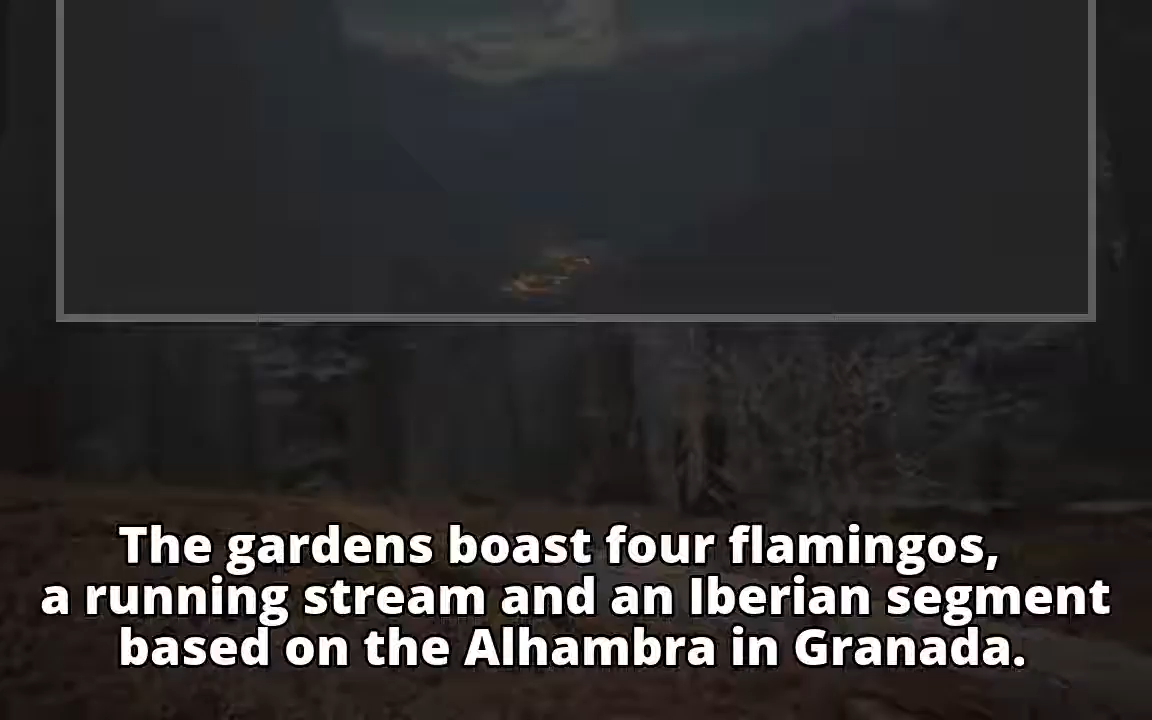 The gardens boast four flamingos,
a running stream and an Iberian segment
based on the Alhambra in Granada.